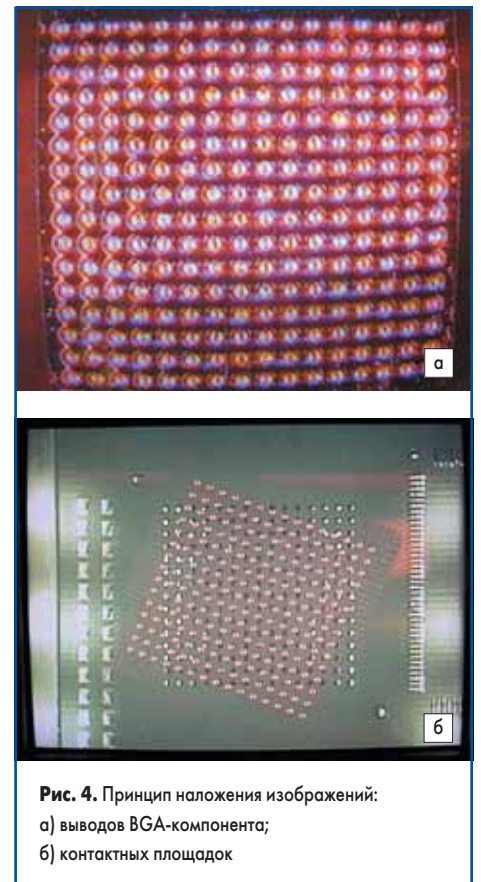 а
б
Рис. 4. Принцип наложения изображений:
а) выводов BGA-компонента;
б) контактных площадок